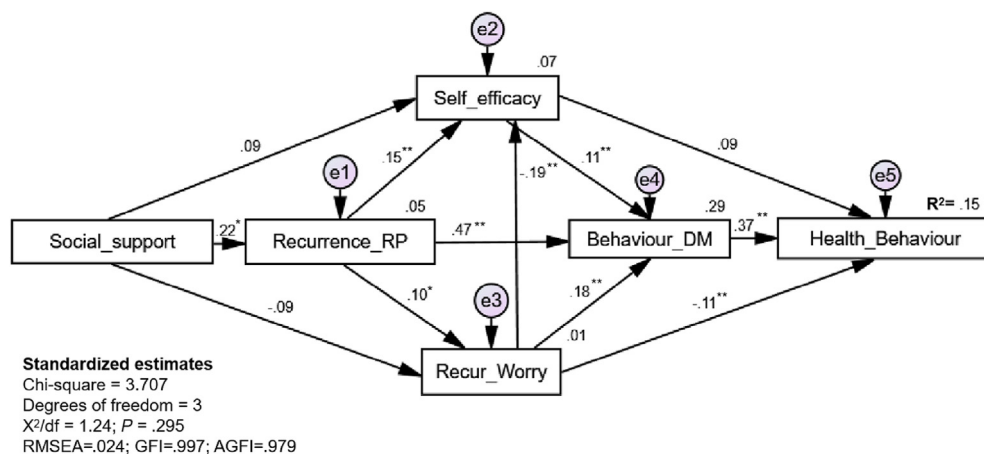 e2
.07
Self_efficacy
.09
.09
.15**
.11**
-.19**
e1
e4
e5
.05
.29
R²= .15
Social_support
.22*
Recurrence_RP
.47**
Behaviour_DM
.37**
Health_Behaviour
-.09
.10*
e3
.18**
-.11**
.01
Recur_Worry
Standardized estimates
Chi-square = 3.707
Degrees of freedom = 3
X²/df = 1.24; P = .295
RMSEA=.024; GFI=.997; AGFI=.979